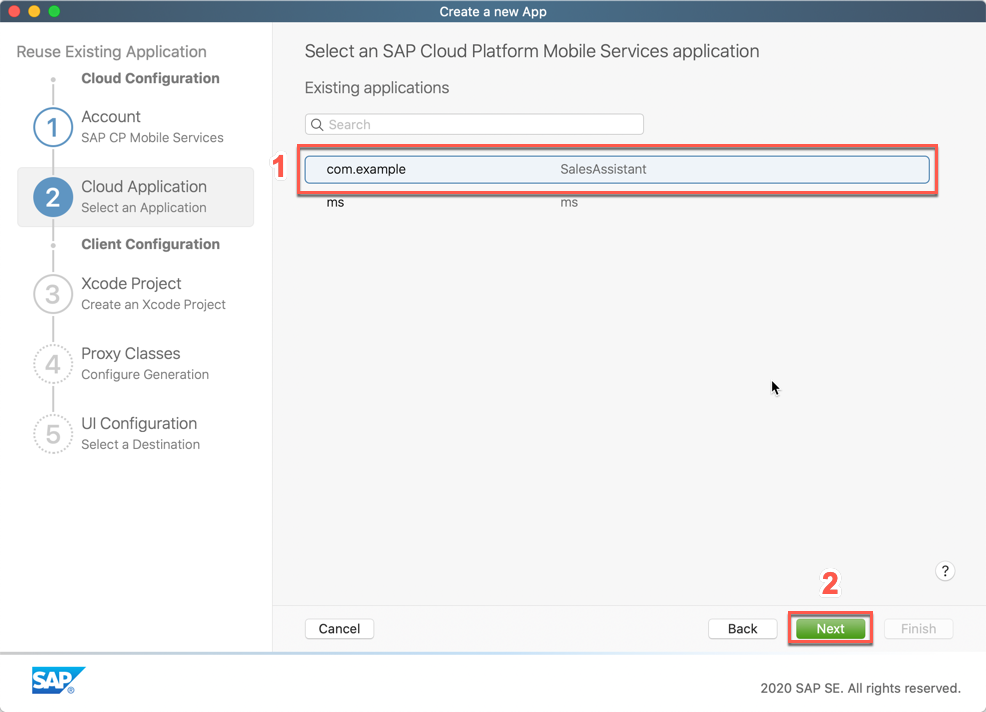 Create a new App
Reuse Existing Application
Cloud Configuration
1
Account
SAP CP Mobile Services
2
Cloud Application
Select an Application
Client Configuration
3
Xcode Project
Create an Xcode Project
4
Proxy Classes
Configure Generation
5
UI Configuration
Select a Destination
Select an SAP Cloud Platform Mobile Services application
Existing applications
Search
1
com.example SalesAssistant
ms ms
?
2
Cancel Back Next Finish
SAP®
2020 SAP SE. All rights reserved.